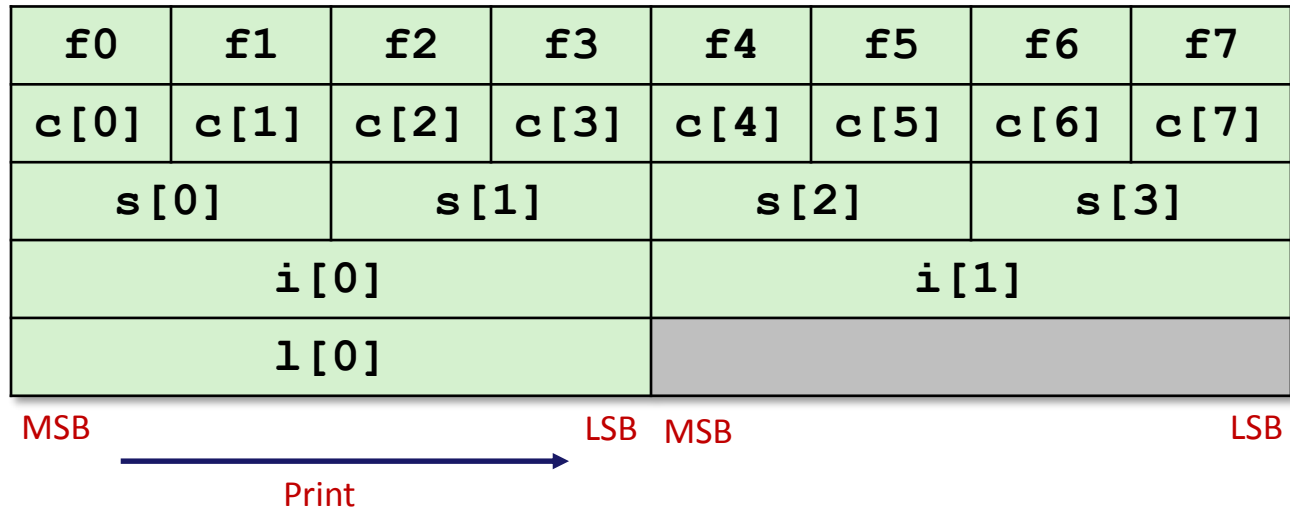 f0 f1 f2 f3 f4 f5 f6 f7
c[0] c[1] c[2] c[3] c[4] c[5] c[6] c[7]
s[0] s[1] s[2] s[3]
i[0] i[1]
l[0]
MSB LSB MSB LSB
Print